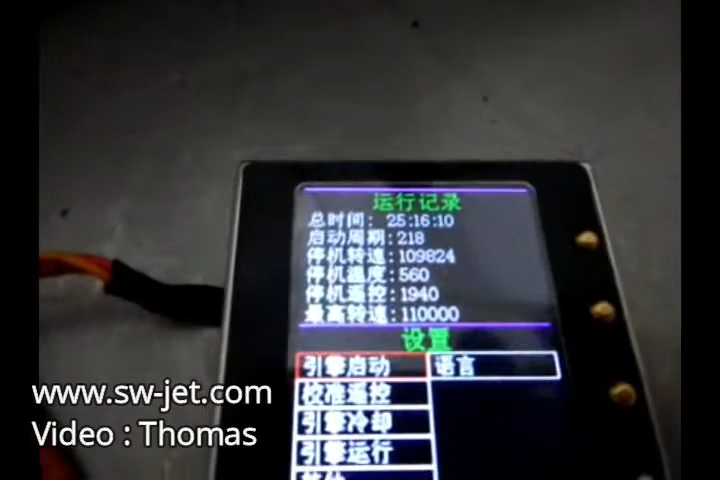 运行记录
总时间: 25:16:10
启动周期:218
停机转速:109824
停机温度:560
停机遥控:1940
最高转速:110000
设置
引擎启动 语言
校准遥控
引擎冷却
引擎运行
www.sw-jet.com
Video : Thomas